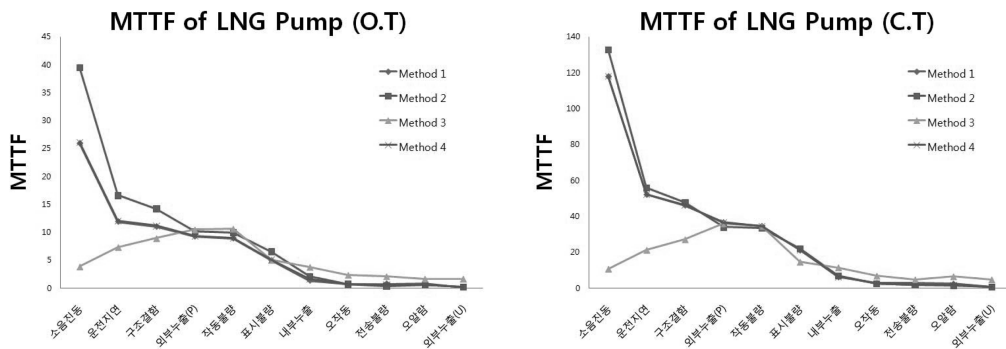 MTTF of LNG Pump (O.T)
MTTF
45
40
35
30
25
20
15
10
5
0
Method 1
Method 2
Method 3
Method 4
소음진동
운전지연
구조결함
외부누출(P)
작동불량
표시불량
내부누출
오작동
전송불량
오알람
외부누출(U)
MTTF of LNG Pump (C.T)
MTTF
140
120
100
80
60
40
20
0
Method 1
Method 2
Method 3
Method 4
소음진동
운전지연
구조결함
외부누출(P)
작동불량
표시불량
내부누출
오작동
전송불량
오알람
외부누출(U)